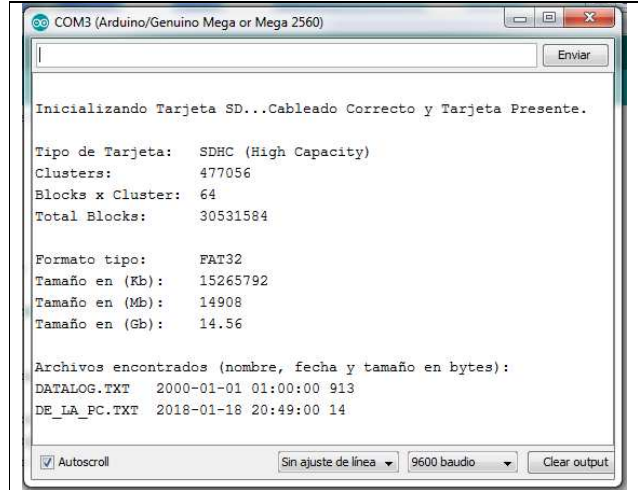 COM3 (Arduino/Genuino Mega or Mega 2560)
Enviar
Inicializando Tarjeta SD...Cableado Correcto y Tarjeta Presente.
Tipo de Tarjeta: SDHC (High Capacity)
Clusters: 477056
Blocks x Cluster: 64
Total Blocks: 30531584
Formato tipo: FAT32
Tamaño en (Kb): 15265792
Tamaño en (Mb): 14908
Tamaño en (Gb): 14.56
Archivos encontrados (nombre, fecha y tamaño en bytes):
DATALOG.TXT 2000-01-01 01:00:00 913
DE_LA_PC.TXT 2018-01-18 20:49:00 14
Autoscroll Sin ajuste de línea 9600 baudio Clear output